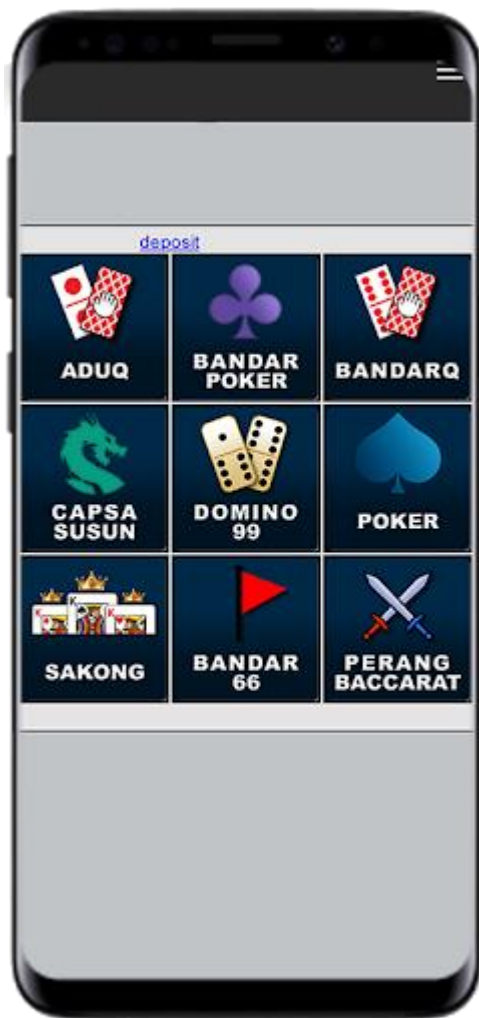 deposit
ADUQ
BANDAR
POKER
BANDARQ
CAPSA
SUSUN
DOMINO
99
POKER
SAKONG
BANDAR
66
PERANG
BACCARAT